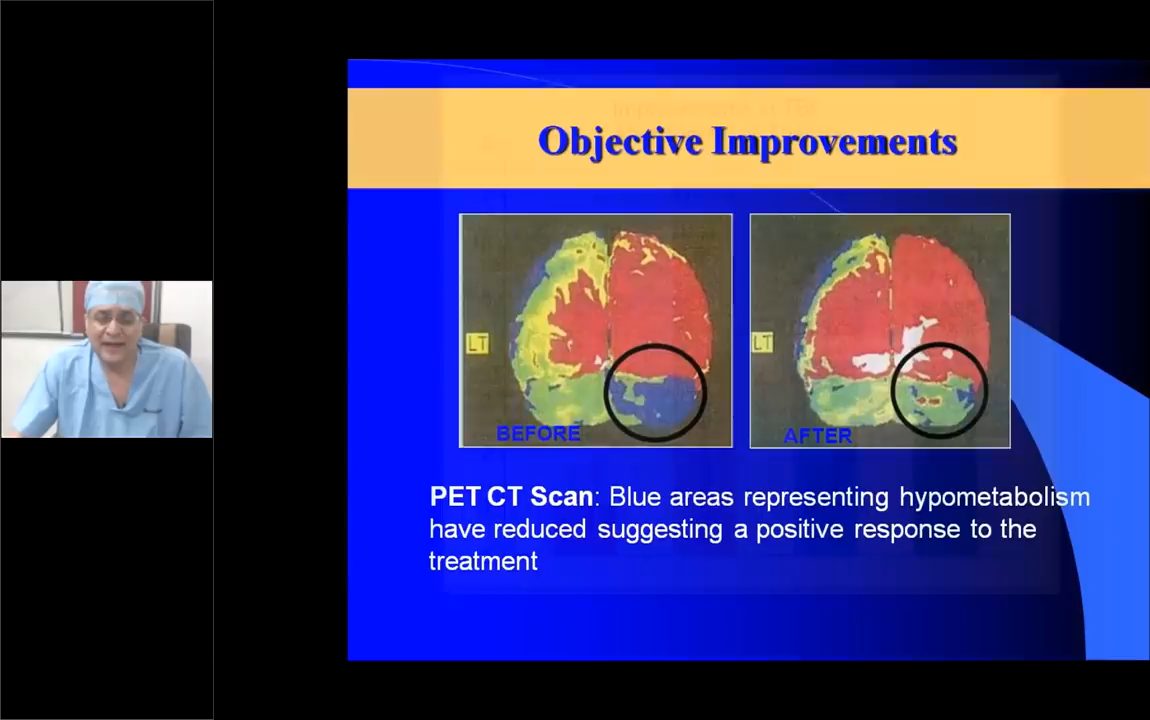 Objective Improvements
LT
LT
BEFORE
AFTER
PET CT Scan: Blue areas representing hypometabolism
have reduced suggesting a positive response to the
treatment